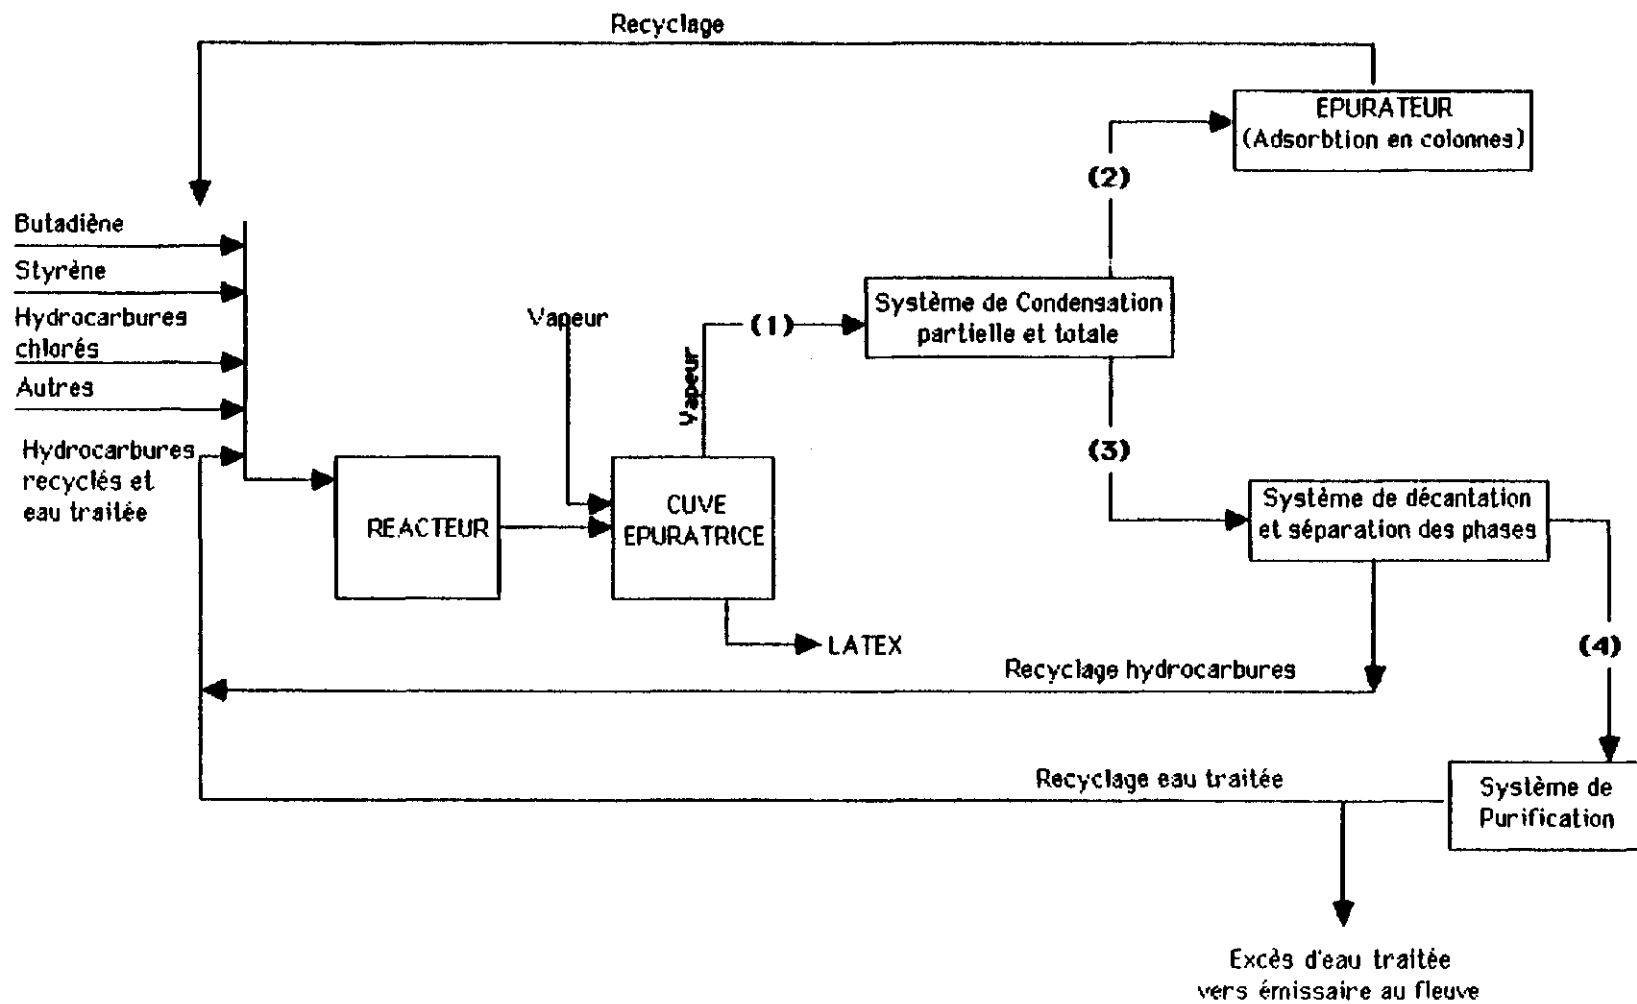 Recyclage
EPURATEUR
(Adsorbtion en colonnes)
(2)
Butadiène
Styrène
Hydrocarbures
chlorés
Autres
Hydrocarbures
recyclés et
eau traitée
Vapeur
Vapeur
(1)
Système de Condensation
partielle et totale
(3)
REACTEUR
CUVE
EPURATRICE
Système de décantation
et séparation des phases
LATEX
(4)
Recyclage hydrocarbures
Recyclage eau traitée
Système de
Purification
Excès d'eau traitée
vers émissaire au fleuve